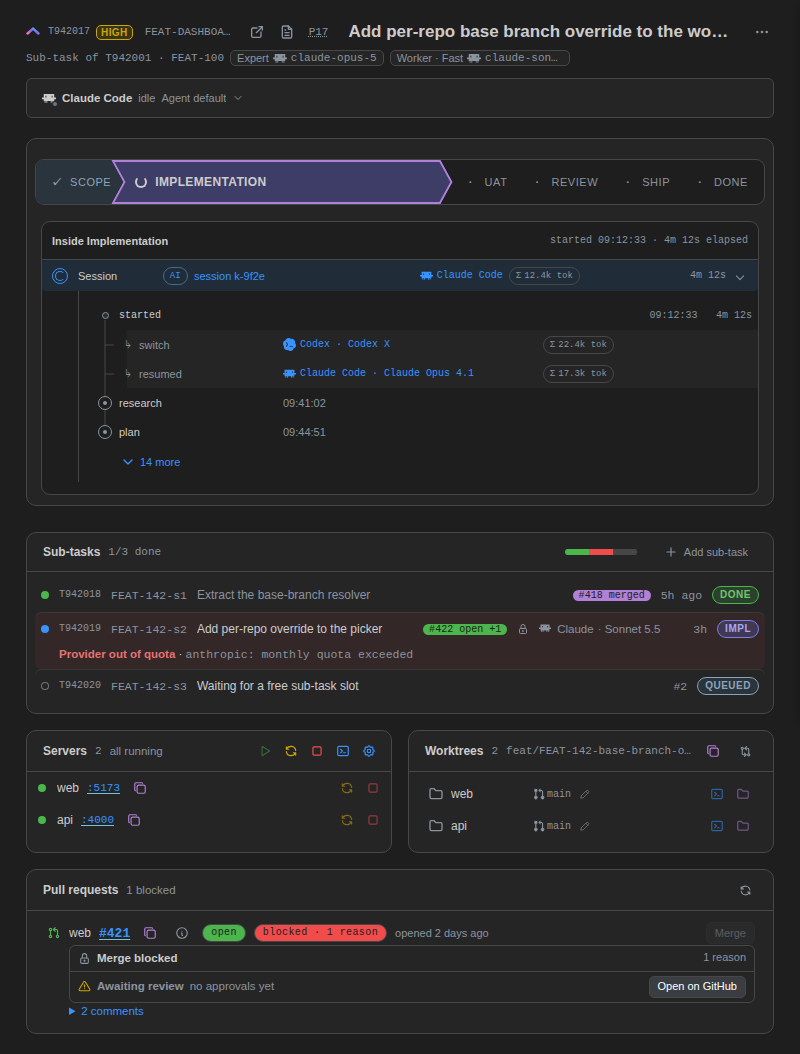 T942017 HIGH FEAT-DASHBOA… P17 Add per-repo base branch override to the wo… ···
Sub-task of T942001 · FEAT-100 Expert claude-opus-5 Worker · Fast claude-son…
Claude Code idle Agent default
✓ SCOPE IMPLEMENTATION · UAT · REVIEW · SHIP · DONE
Inside Implementation started 09:12:33 · 4m 12s elapsed
Session AI session k-9f2e Claude Code Σ 12.4k tok 4m 12s
started 09:12:33 4m 12s
↳ switch Codex · Codex X Σ 22.4k tok
↳ resumed Claude Code · Claude Opus 4.1 Σ 17.3k tok
research 09:41:02
plan 09:44:51
14 more
Sub-tasks 1/3 done + Add sub-task
T942018 FEAT-142-s1 Extract the base-branch resolver #418 merged 5h ago DONE
T942019 FEAT-142-s2 Add per-repo override to the picker #422 open +1 Claude · Sonnet 5.5 3h IMPL
Provider out of quota · anthropic: monthly quota exceeded
T942020 FEAT-142-s3 Waiting for a free sub-task slot #2 QUEUED
Servers 2 all running
web :5173
api :4000
Worktrees 2 feat/FEAT-142-base-branch-o…
web main
api main
Pull requests 1 blocked
web #421 open blocked · 1 reason opened 2 days ago Merge
Merge blocked 1 reason
Awaiting review no approvals yet Open on GitHub
2 comments